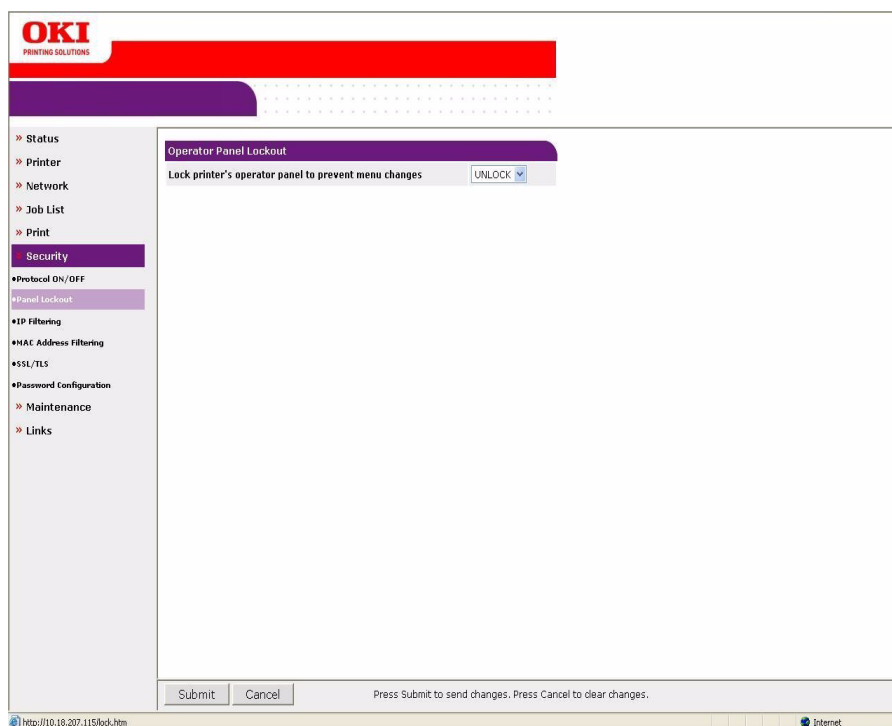 OKI
PRINTING SOLUTIONS
» Status
» Printer
» Network
» Job List
» Print
» Security
•Protocol ON/OFF
•Panel Lockout
•IP Filtering
•MAC Address Filtering
•SSL/TLS
•Password Configuration
» Maintenance
» Links
Operator Panel Lockout
Lock printer's operator panel to prevent menu changes UNLOCK
Submit Cancel Press Submit to send changes. Press Cancel to clear changes.
http://10.18.207.115/lock.htm Internet